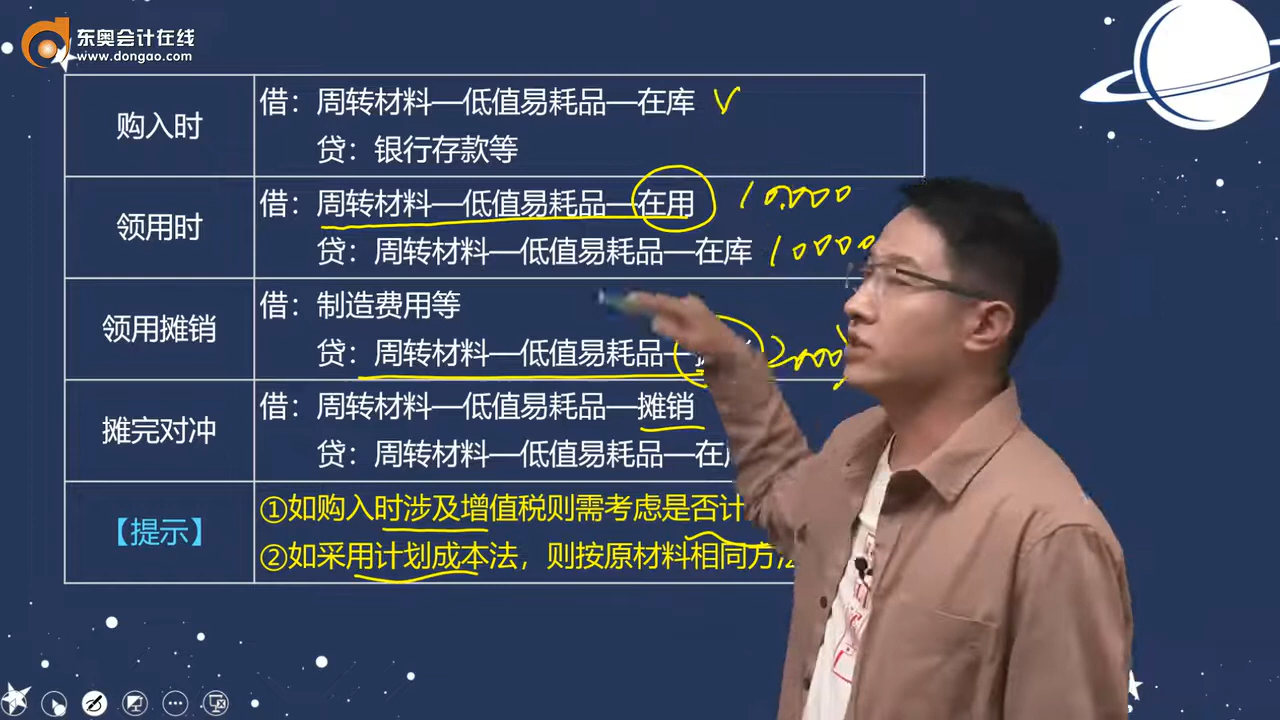 东奥会计在线
www.dongao.com
购入时
借：周转材料—低值易耗品—在库 √
贷：银行存款等
领用时
借：周转材料—低值易耗品—在用 10000
贷：周转材料—低值易耗品—在库 10000
领用摊销
借：制造费用等
贷：周转材料—低值易耗品—
摊完对冲
借：周转材料—低值易耗品—摊销
贷：周转材料—低值易耗品—在
【提示】
①如购入时涉及增值税则需考虑是否计
②如采用计划成本法，则按原材料相同方